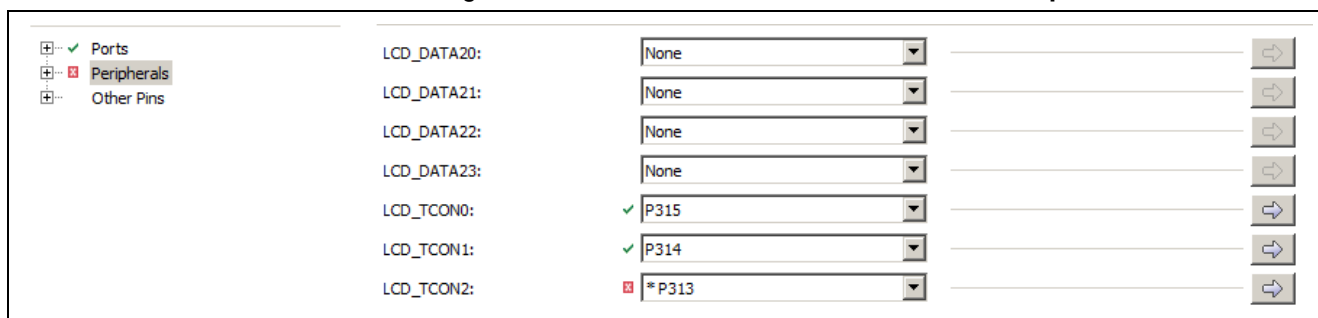 Ports
Peripherals
Other Pins
LCD_DATA20: None
LCD_DATA21: None
LCD_DATA22: None
LCD_DATA23: None
LCD_TCON0: P315
LCD_TCON1: P314
LCD_TCON2: * P313